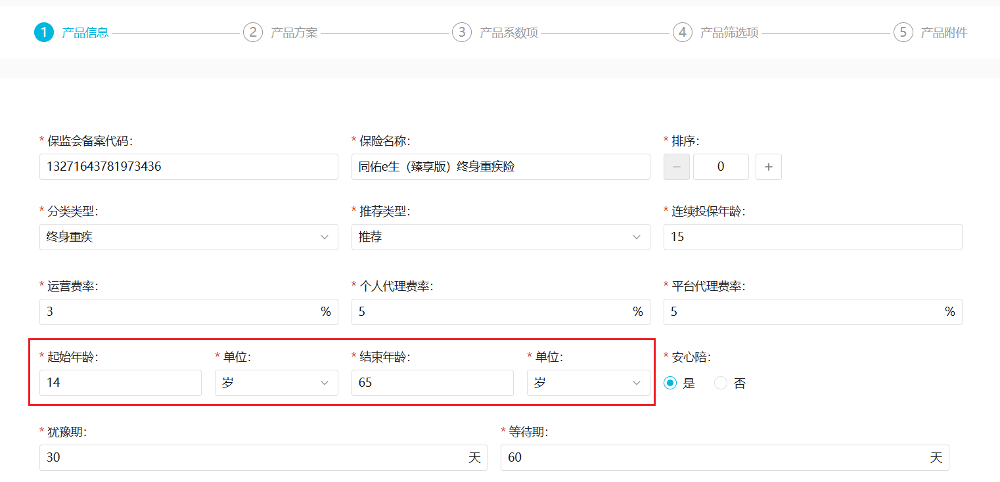 1 产品信息 2 产品方案 3 产品系数项 4 产品筛选项 5 产品附件
* 保监会备案代码: * 保险名称: * 排序:
13271643781973436 同佑e生（臻享版）终身重疾险 − 0 +
* 分类类型: * 推荐类型: * 连续投保年龄:
终身重疾 推荐 15
* 运营费率: * 个人代理费率: * 平台代理费率:
3 % 5 % 5 %
* 起始年龄: * 单位: * 结束年龄: * 单位: * 安心陪:
14 岁 65 岁 是 否
* 犹豫期: * 等待期:
30 天 60 天